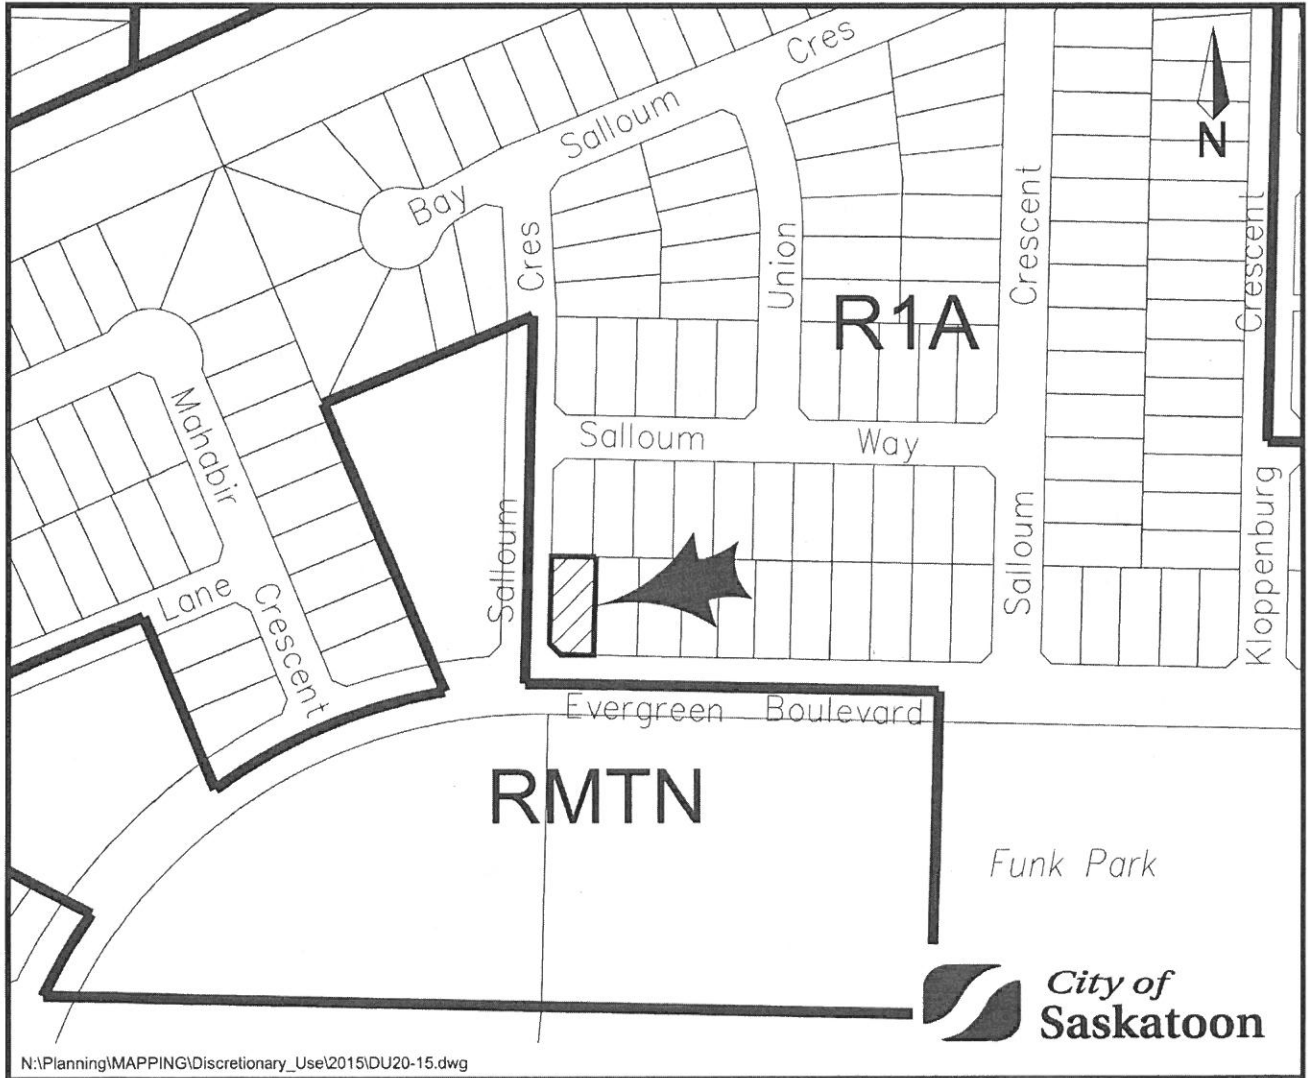 Cres
Salloum
Bay
Cres
Union
Crescent
Crescent
N
R1A
Mahabir
Salloum
Way
Salloum
Salloum
Kloppenburg
Lane
Crescent
Evergreen Boulevard
RMTN
Funk Park
City of
Saskatoon
N:\Planning\MAPPING\Discretionary_Use\2015\DU20-15.dwg